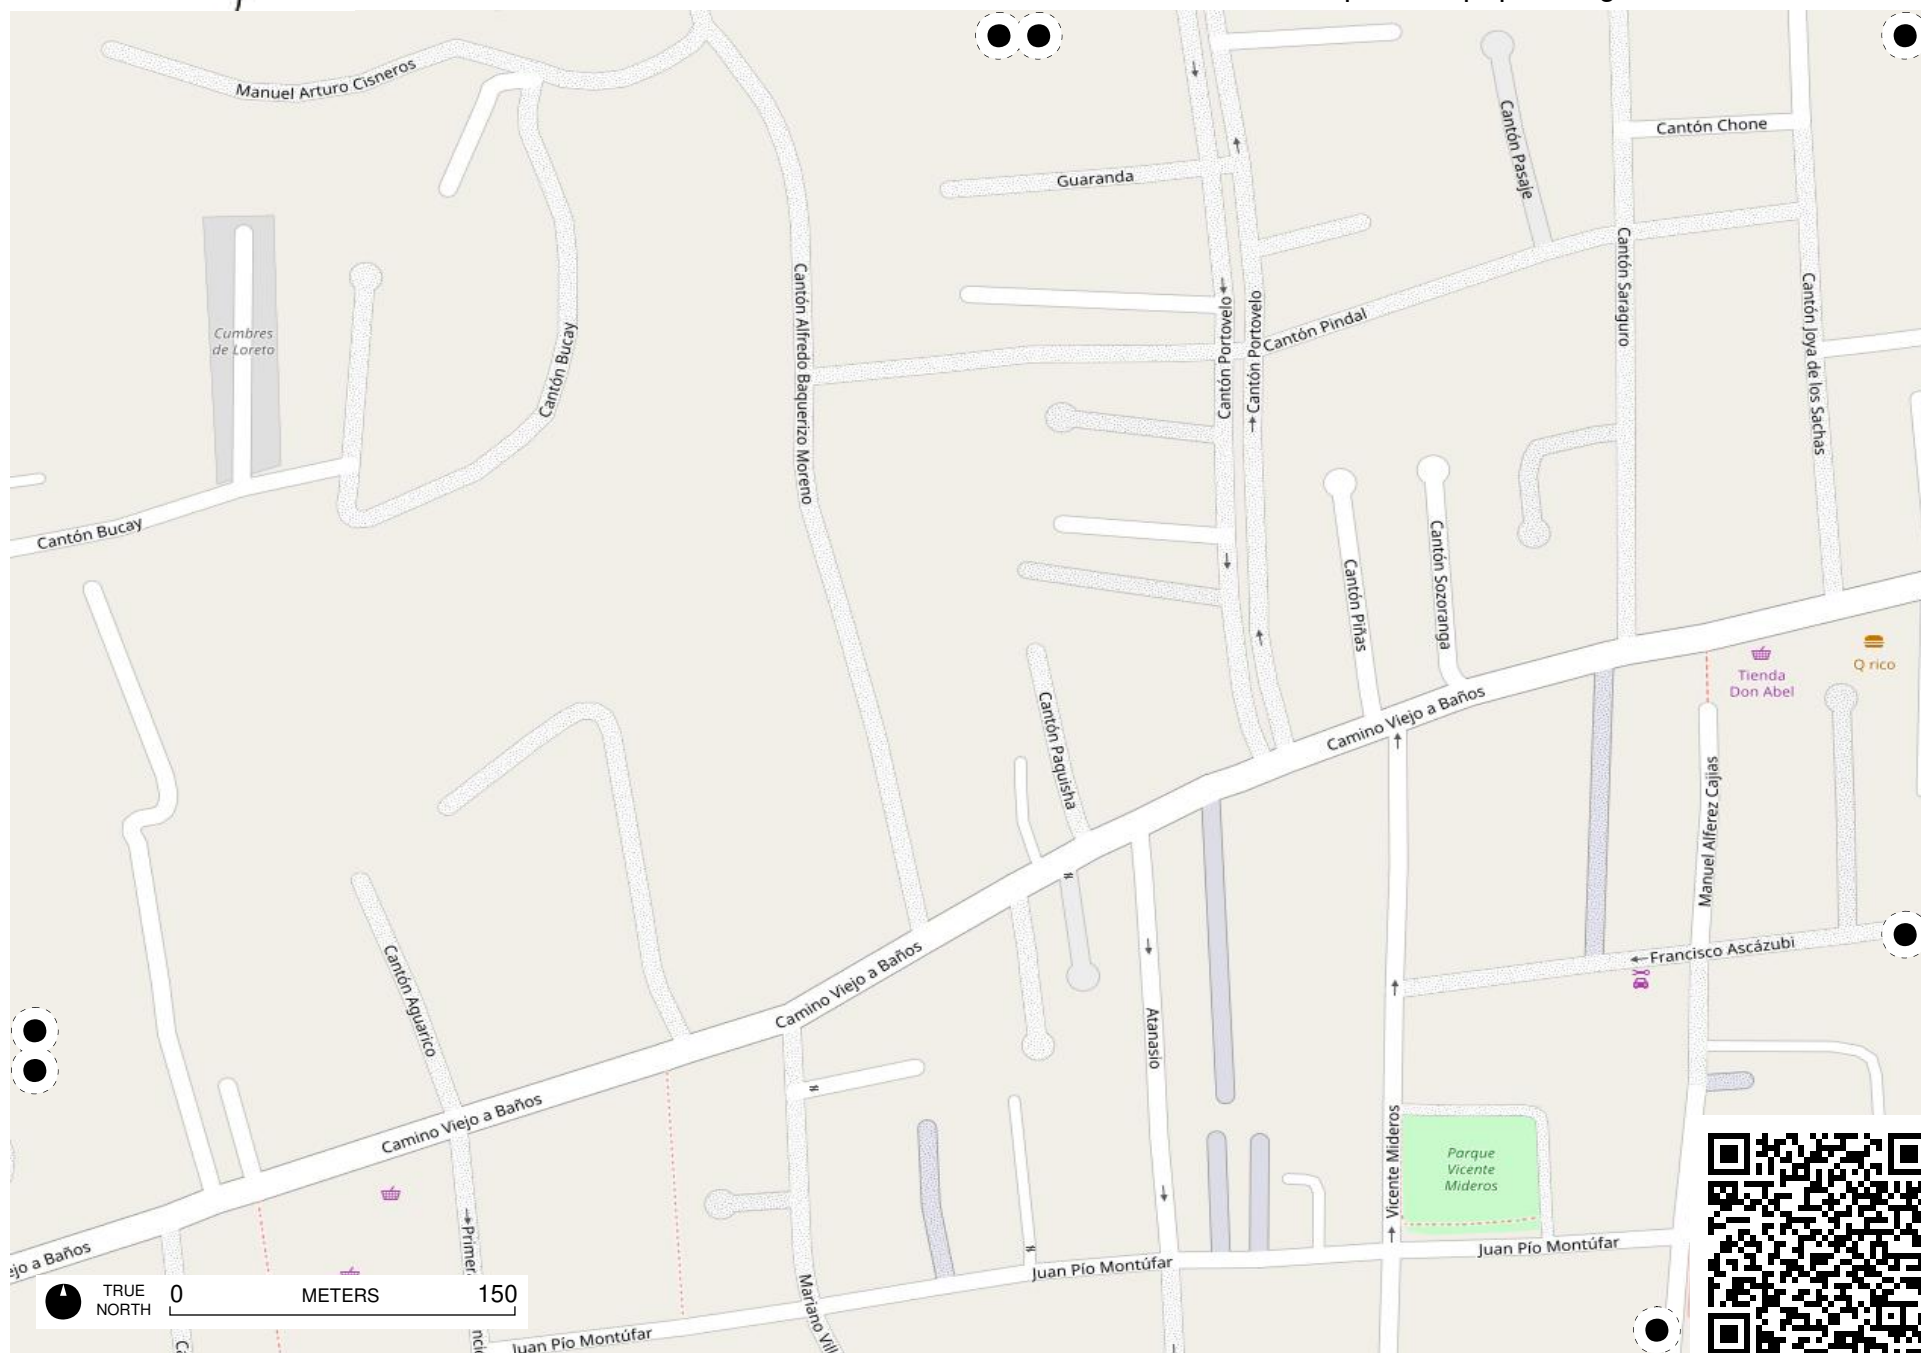 Manuel Arturo Cisneros
Cantón Chone
Cantón Pasaje
Guaranda
Cantón Saraguro
Cantón Alfredo Baquerizo Moreno
Cantón Joya de los Sachas
Cantón Portovelo
Cantón Portovelo
Cantón Pindal
Cumbres
de Loreto
Cantón Bucay
Cantón Bucay
Cantón Piñas
Cantón Sozoranga
Q rico
Tienda
Don Abel
Camino Viejo a Baños
Cantón Paquisha
Manuel Alferez Cajias
Francisco Ascázubi
Camino Viejo a Baños
Cantón Aguarico
Atanasio
Camino Viejo a Baños
Vicente Mideros
Parque
Vicente
Mideros
ejo a Baños
Primer
Juan Pío Montúfar
Juan Pío Montúfar
Mariano Vill
Juan Pío Montúfar
TRUE
NORTH
0 METERS 150